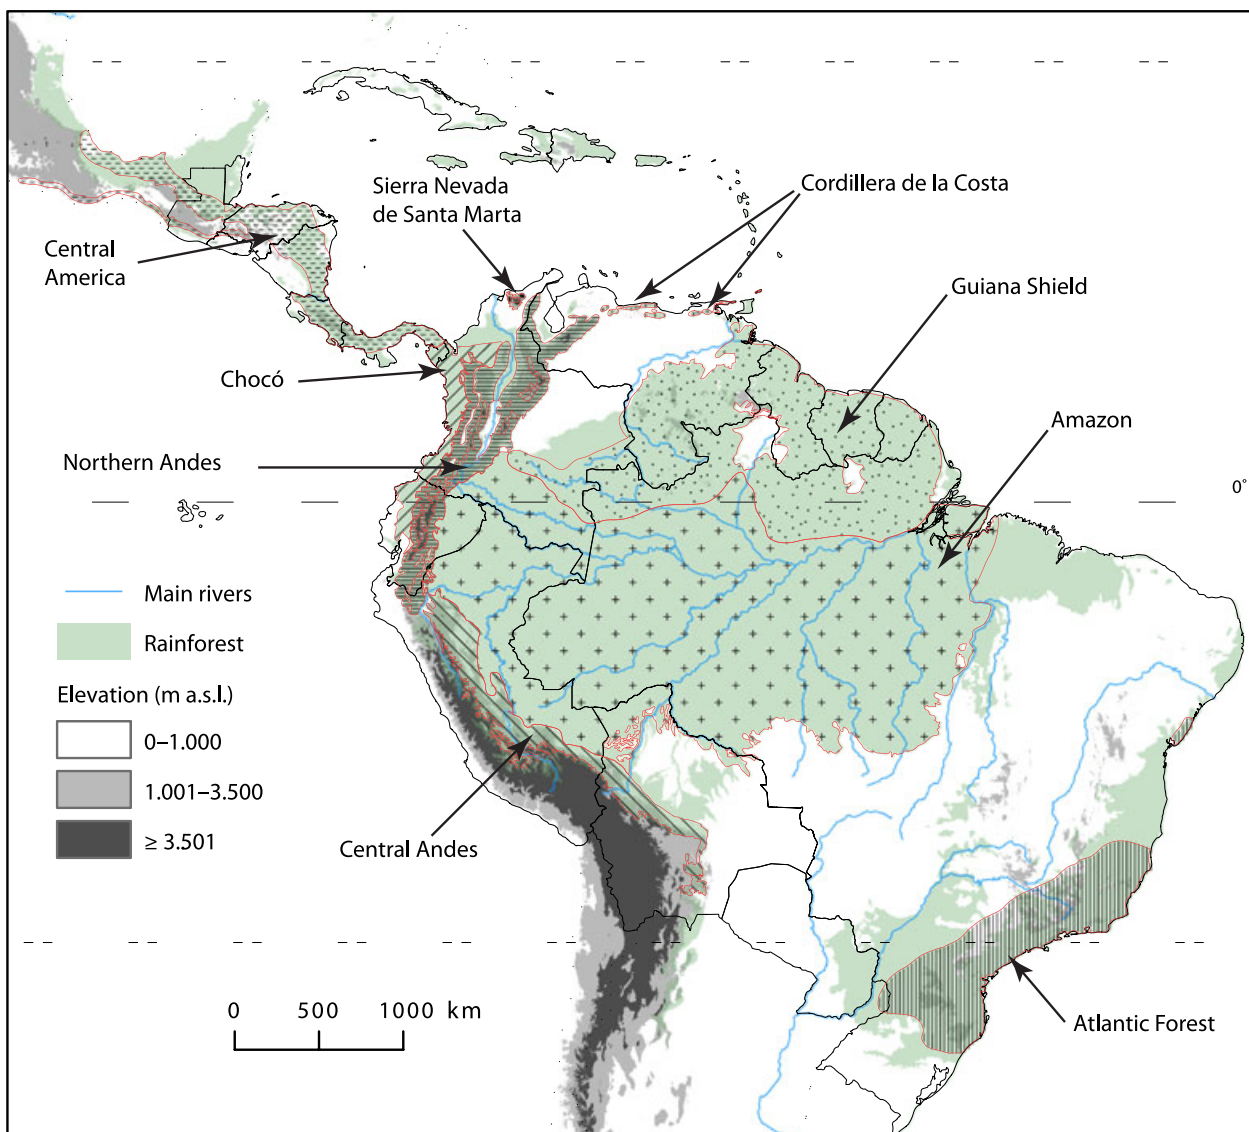 Sierra Nevada
de Santa Marta
Cordillera de la Costa
Central
America
Guiana Shield
Chocó
Amazon
Northern Andes
0°
Main rivers
Rainforest
Elevation (m a.s.l.)
0–1.000
1.001–3.500
≥ 3.501
Central Andes
0 500 1000 km
Atlantic Forest